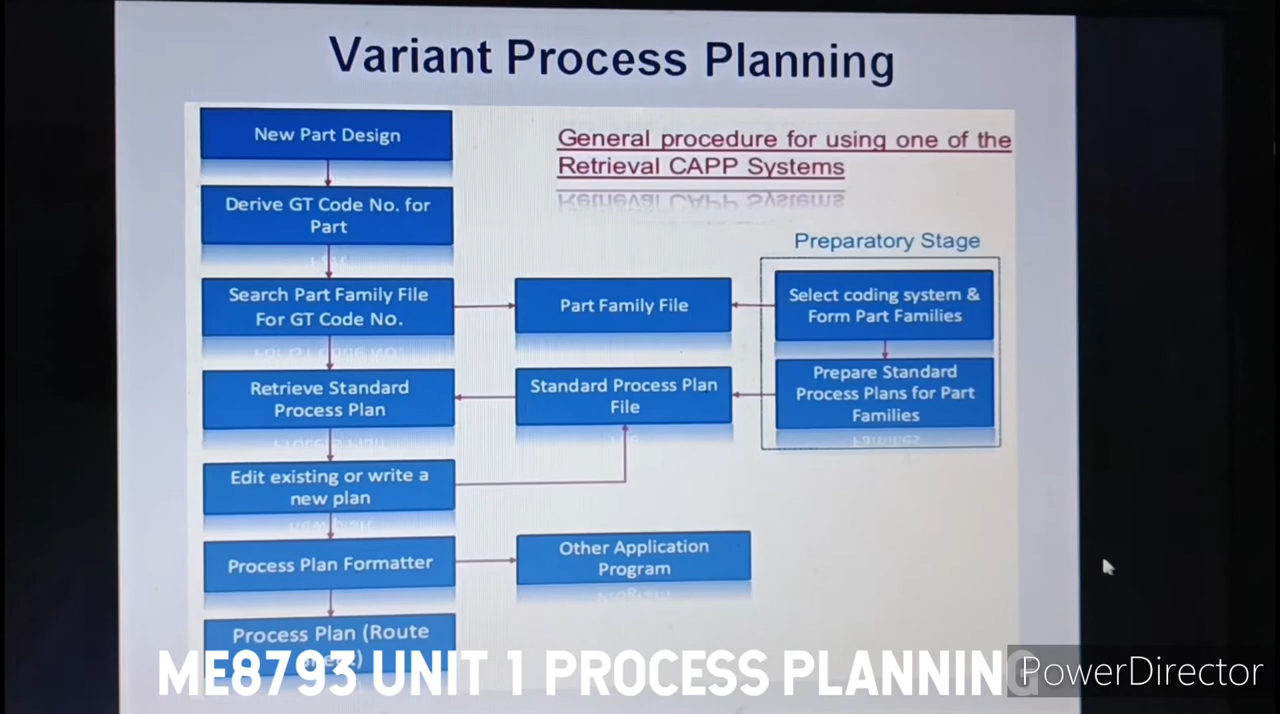 Variant Process Planning
New Part Design
General procedure for using one of the
Retrieval CAPP Systems
Derive GT Code No. for
Part
Preparatory Stage
Search Part Family File
For GT Code No.
Part Family File
Select coding system &
Form Part Families
Retrieve Standard
Process Plan
Standard Process Plan
File
Prepare Standard
Process Plans for Part
Families
Edit existing or write a
new plan
Process Plan Formatter
Other Application
Program
Process Plan (Route
ME8793 UNIT 1 PROCESS PLANNING
PowerDirector